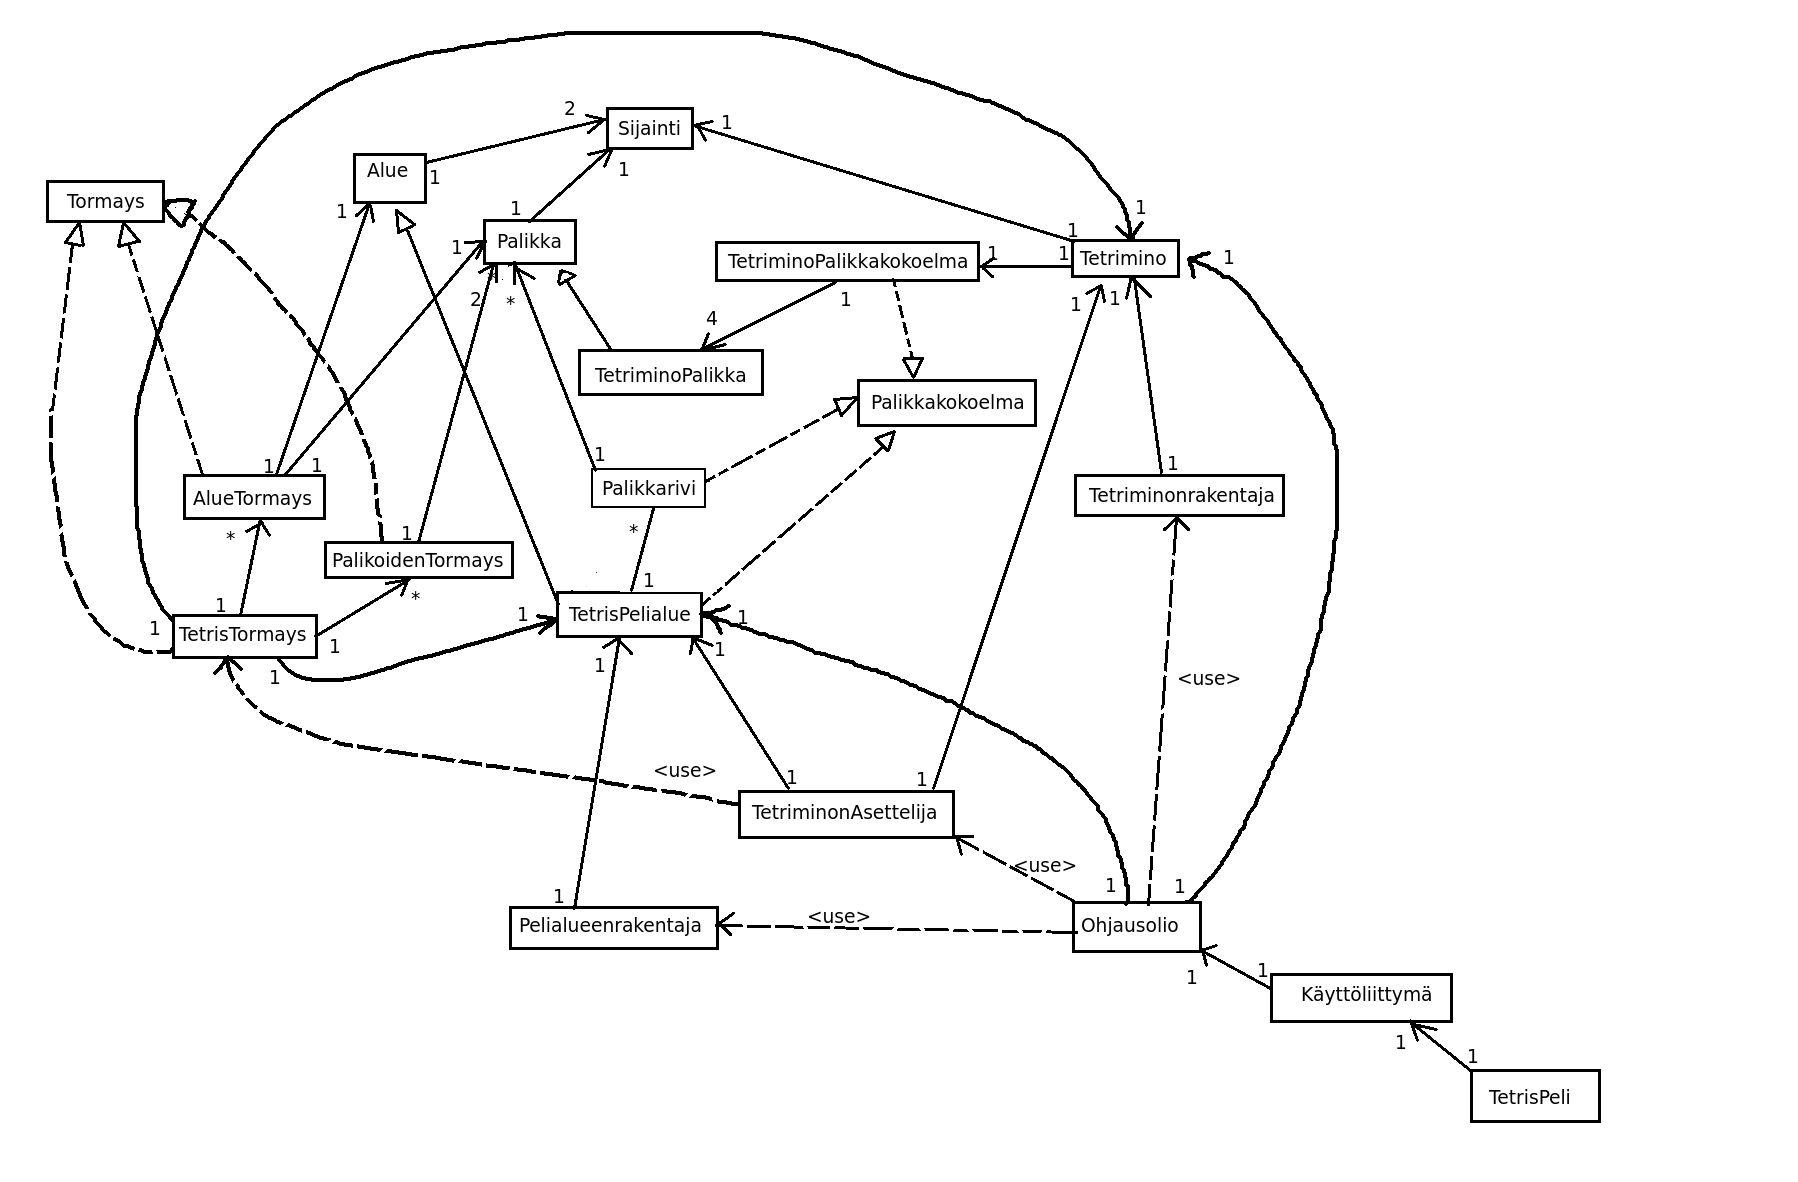 2
Sijainti
1
Alue
1
1
Tormays
1
1
1
1
Palikka
1
1
Tetrimino
1
TetriminoPalikkakokoelma
1
1
1
2
*
1
4
1
1
TetriminoPalikka
Palikkakokoelma
1
1
1
1
AlueTormays
Palikkarivi
Tetriminonrakentaja
*
1
*
PalikoidenTormays
1
*
1
1
TetrisPelialue
1
1
TetrisTormays
1
1
1
1
<use>
<use>
1
1
TetriminonAsettelija
<use>
1
1
1
Pelialueenrakentaja
<use>
Ohjausolio
1
1
Käyttöliittymä
1
1
TetrisPeli